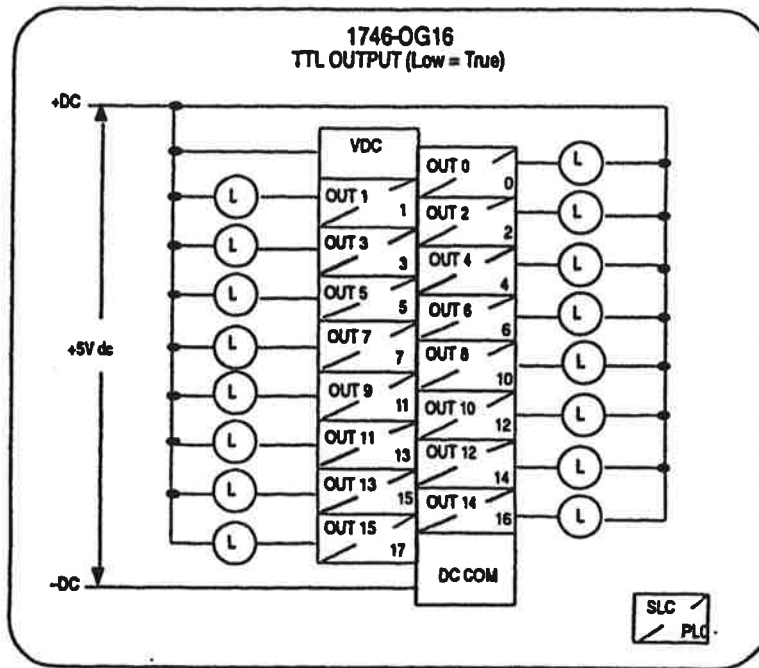 1746-OG16
TTL OUTPUT (Low = True)
+DC
VDC
OUT 0
0
L
L
OUT 1
1
OUT 2
2
L
L
OUT 3
3
OUT 4
4
L
L
OUT 5
5
OUT 6
6
L
+5V dc
L
OUT 7
7
OUT 8
10
L
L
OUT 9
11
OUT 10
12
L
L
OUT 11
13
OUT 12
14
L
L
OUT 13
15
OUT 14
16
L
L
OUT 15
17
DC COM
-DC
SLC
PLC